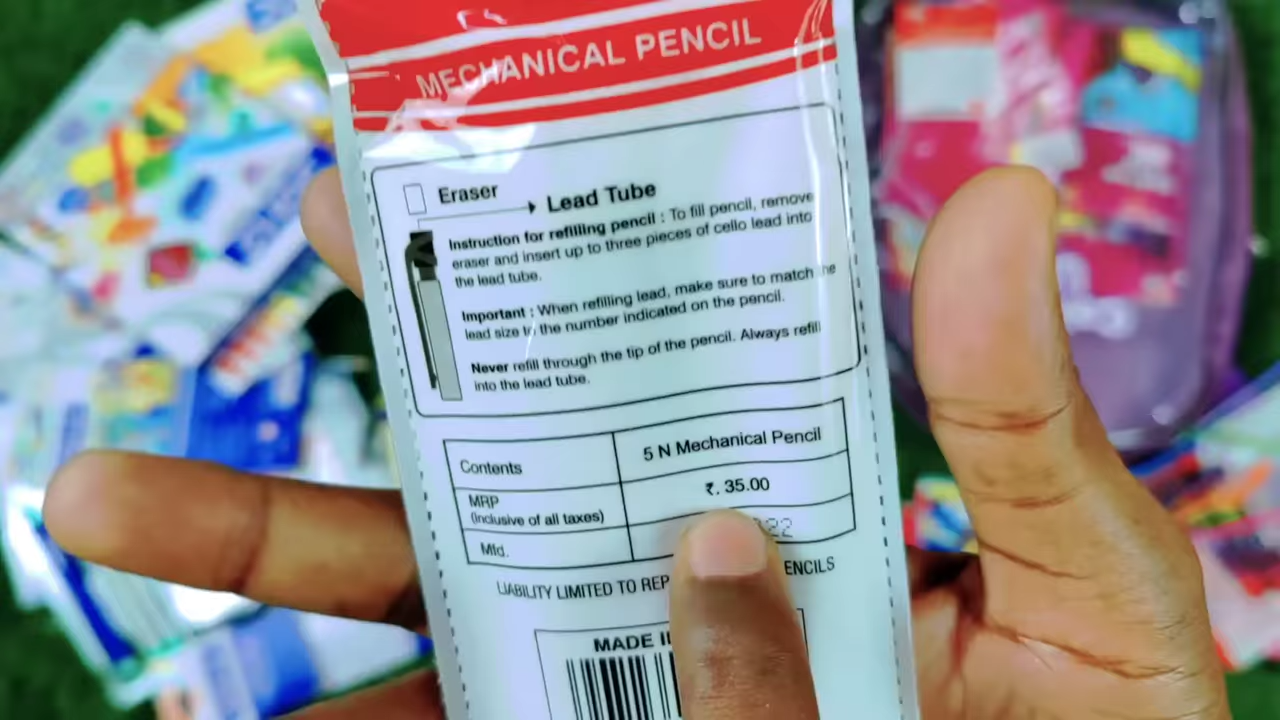 MECHANICAL PENCIL
Eraser
Lead Tube
Instruction for refilling pencil : To fill pencil, remove
eraser and insert up to three pieces of cello lead into
the lead tube.
Important : When refilling lead, make sure to match the
lead size to the number indicated on the pencil.
Never refill through the tip of the pencil. Always refill
into the lead tube.
Contents
5 N Mechanical Pencil
MRP
(Inclusive of all taxes)
₹. 35.00
Mfd.
22
LIABILITY LIMITED TO REP
ENCILS
MADE I